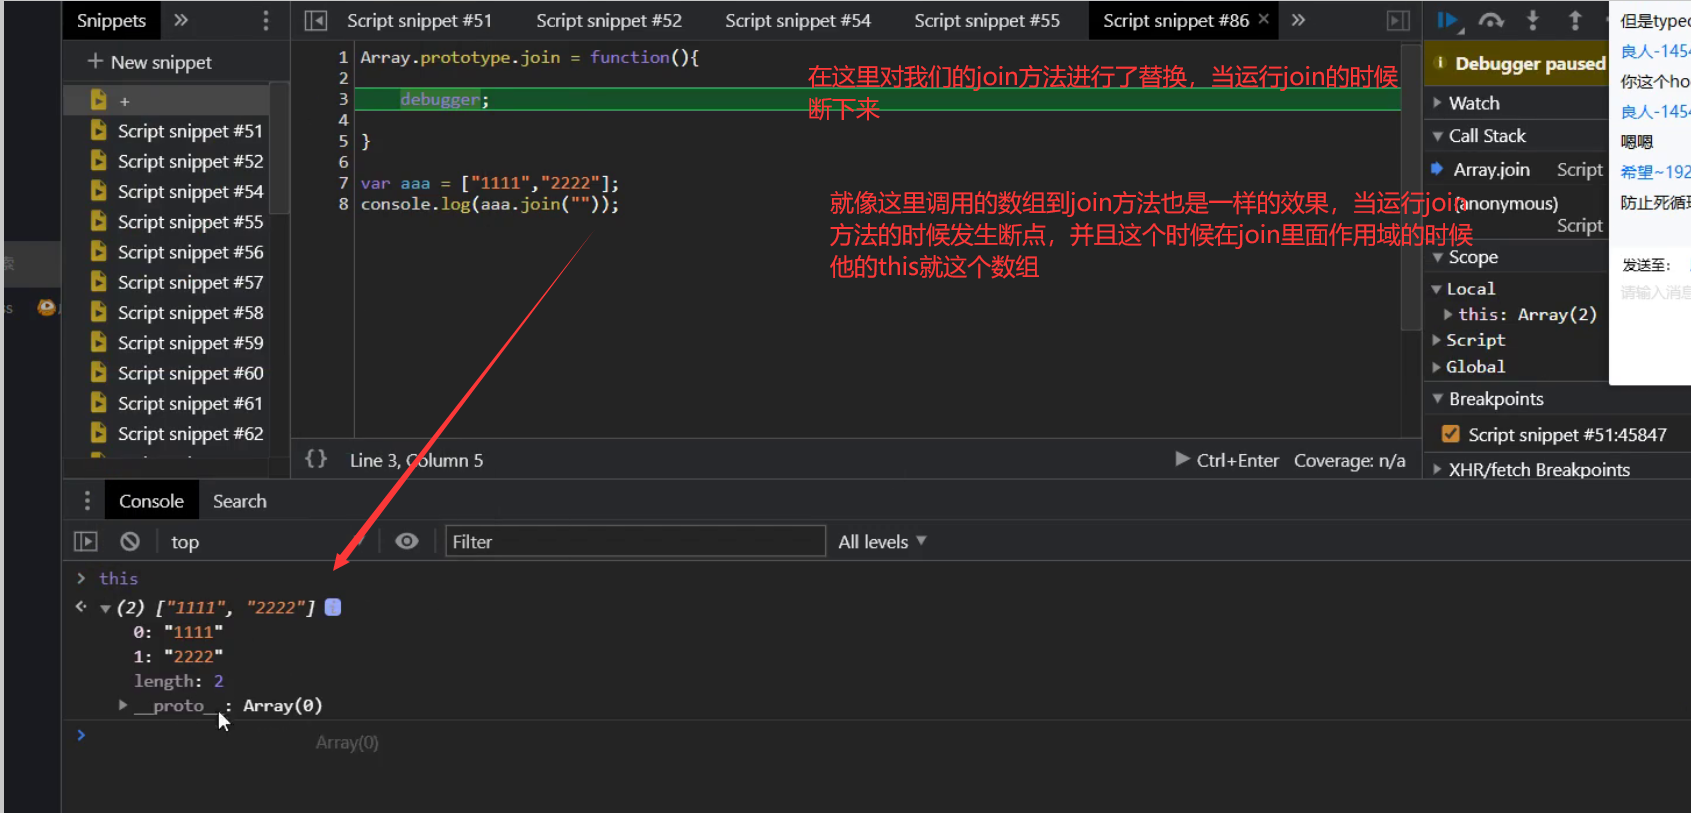 Snippets
Script snippet #51
Script snippet #52
Script snippet #54
Script snippet #55
Script snippet #86
New snippet
+
Script snippet #51
Script snippet #52
Script snippet #54
Script snippet #55
Script snippet #56
Script snippet #57
Script snippet #58
Script snippet #59
Script snippet #60
Script snippet #61
Script snippet #62
1 Array.prototype.join = function(){
2
3 debugger;
4
5 }
6
7 var aaa = ["1111","2222"];
8 console.log(aaa.join(""));
在这里对我们的join方法进行了替换，当运行join的时候
断下来
就像这里调用的数组到join方法也是一样的效果，当运行join
方法的时候发生断点，并且这个时候在join里面作用域的时候
他的this就这个数组
{} Line 3, Column 5
Ctrl+Enter Coverage: n/a
Debugger paused
Watch
Call Stack
Array.join Script
(anonymous)
Script
Scope
Local
this: Array(2)
Script
Global
Breakpoints
Script snippet #51:45847
XHR/fetch Breakpoints
但是typeo
良人-1454
你这个ho
良人-1454
嗯嗯
希望~192
防止死循环
发送至:
请输入消息
Console Search
top
Filter
All levels
this
(2) ["1111", "2222"]
0: "1111"
1: "2222"
length: 2
__proto__: Array(0)
Array(0)